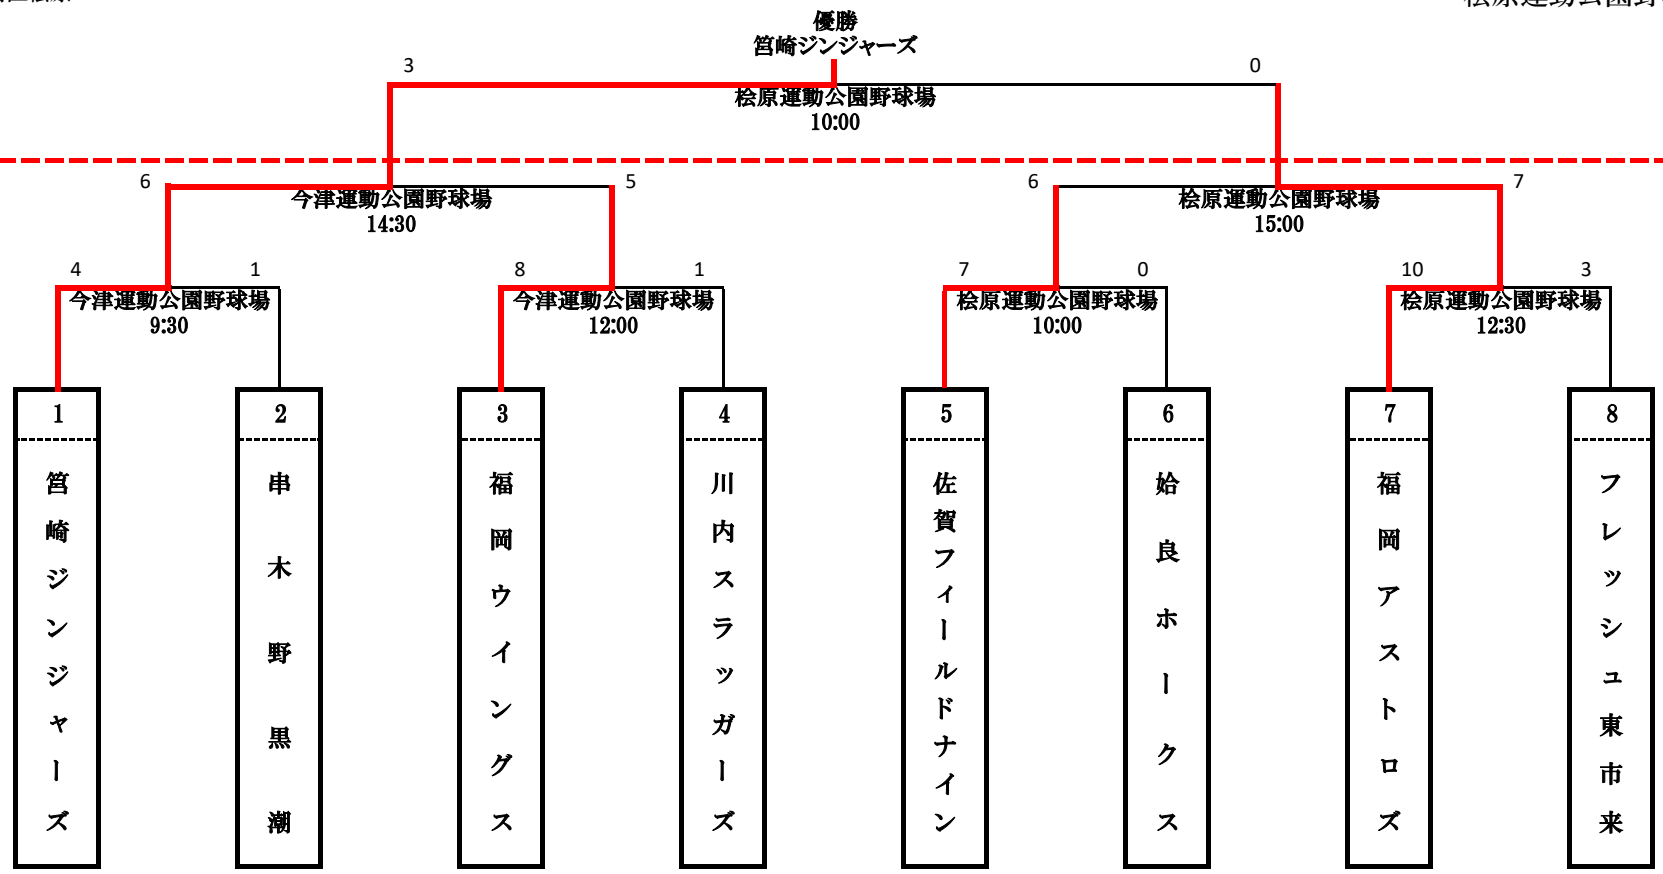 優勝
筥崎ジンジャーズ
3
0
桧原運動公園野球場
10:00
6
5
6
7
今津運動公園野球場
14:30
桧原運動公園野球場
15:00
4
1
8
1
7
0
10
3
今津運動公園野球場
9:30
今津運動公園野球場
12:00
桧原運動公園野球場
10:00
桧原運動公園野球場
12:30
1
筥崎ジンジャーズ
2
串木野黒潮
3
福岡ウイングス
4
川内スラッガーズ
5
佐賀フィールドナイン
6
姶良ホークス
7
福岡アストロズ
8
フレッシュ東市来